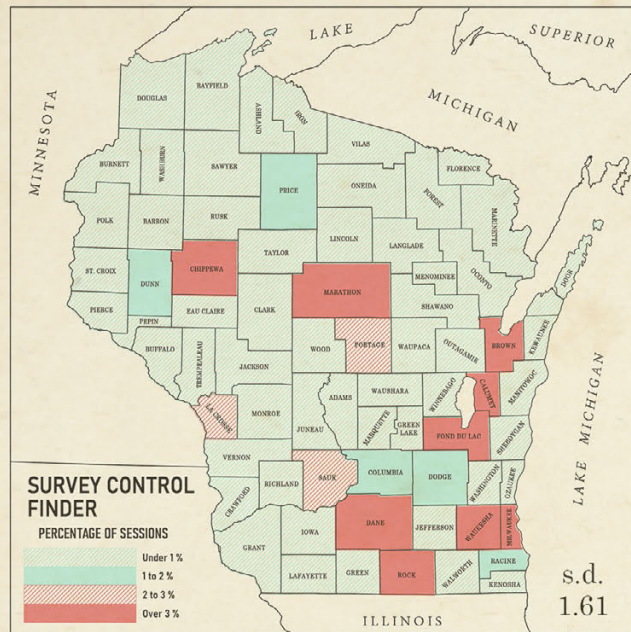 LAKE
SUPERIOR
MICHIGAN
MINNESOTA
DOUGLAS
BAYFIELD
ASHLAND
IRON
VILAS
BURNETT
WASHBURN
SAWYER
PRICE
ONEIDA
FOREST
FLORENCE
MARINETTE
POLK
BARRON
RUSK
LINCOLN
LANGLADE
TAYLOR
ST. CROIX
DUNN
CHIPPEWA
MARATHON
MENOMINEE
OCONTO
DOOR
PIERCE
PEPIN
EAU CLAIRE
CLARK
SHAWANO
BUFFALO
TREMPEALEAU
JACKSON
WOOD
PORTAGE
WAUPACA
OUTAGAMIE
BROWN
KEWAUNEE
LA CROSSE
MONROE
JUNEAU
ADAMS
WAUSHARA
WINNEBAGO
CALUMET
MANITOWOC
MARQUETTE
GREEN
LAKE
FOND DU LAC
SHEBOYGAN
LAKE MICHIGAN
VERNON
CRAWFORD
RICHLAND
SAUK
COLUMBIA
DODGE
WASHINGTON
OZAUKEE
GRANT
IOWA
DANE
JEFFERSON
WAUKESHA
MILWAUKEE
LAFAYETTE
GREEN
ROCK
WALWORTH
RACINE
KENOSHA
ILLINOIS
SURVEY CONTROL
FINDER
PERCENTAGE OF SESSIONS
Under 1 %
1 to 2 %
2 to 3 %
Over 3 %
s.d.
1.61